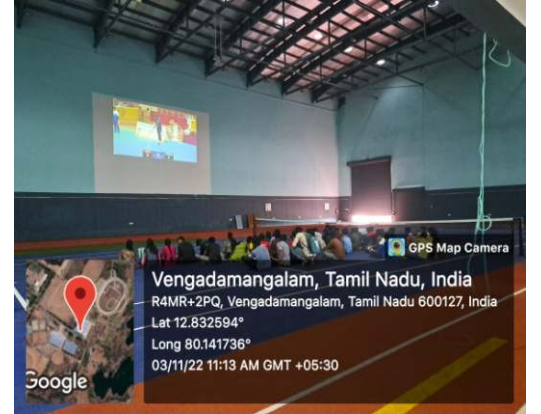 GPS Map Camera
Vengadamangalam, Tamil Nadu, India
R4MR+2PQ, Vengadamangalam, Tamil Nadu 600127, India
Lat 12.832594°
Long 80.141736°
03/11/22 11:13 AM GMT +05:30
Google